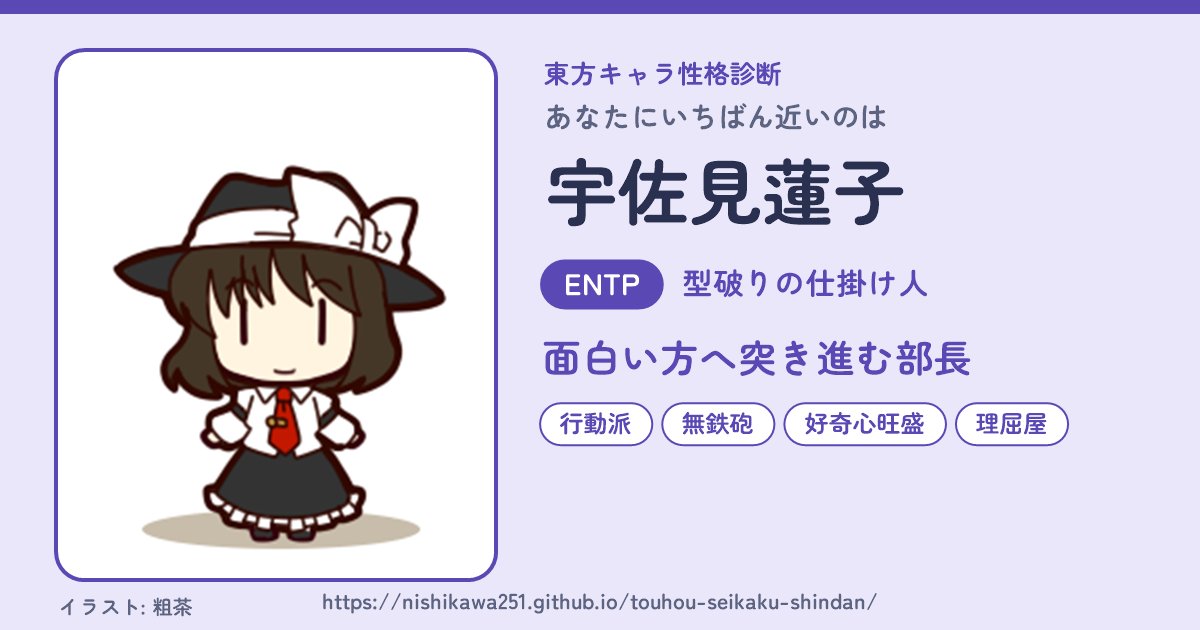 東方キャラ性格診断
あなたにいちばん近いのは
宇佐見蓮子
ENTP 型破りの仕掛け人
面白い方へ突き進む部長
行動派 無鉄砲 好奇心旺盛 理屈屋
イラスト: 粗茶
https://nishikawa251.github.io/touhou-seikaku-shindan/